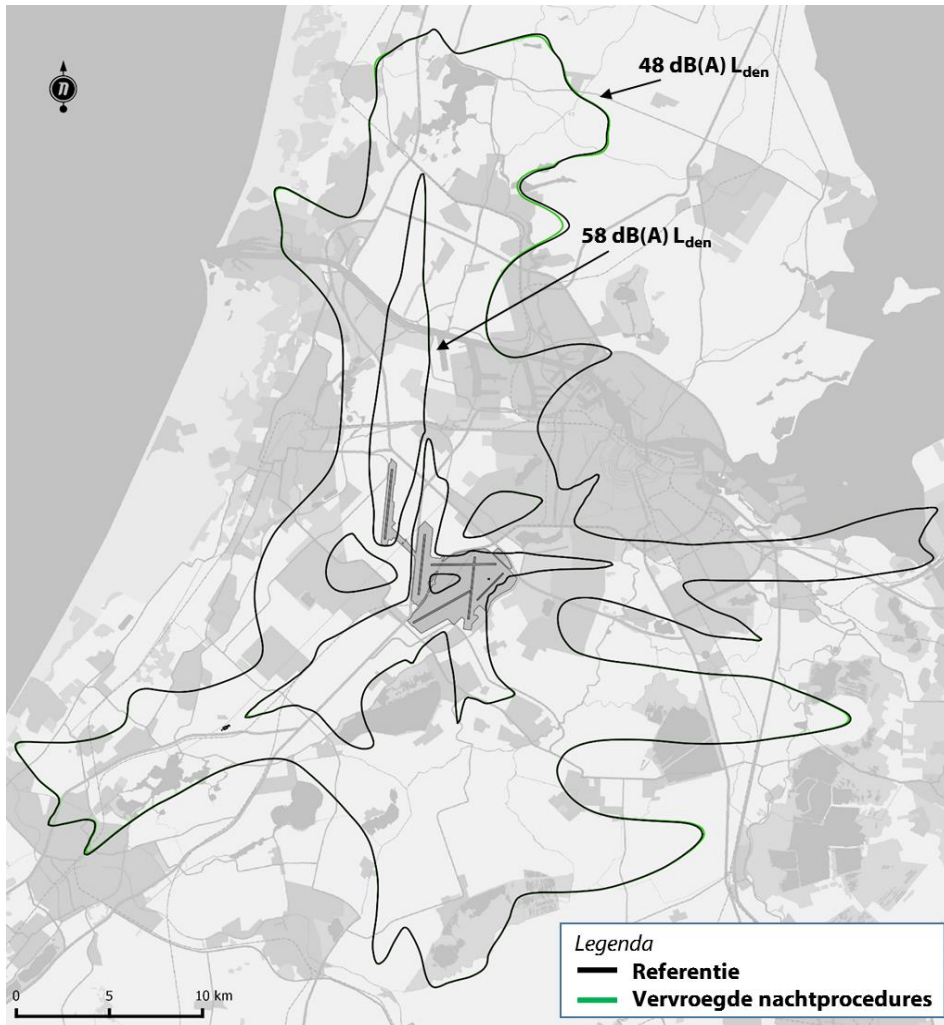 48 dB(A) Lden
n
58 dB(A) Lden
Legenda
Referentie
Vervroegde nachtprocedures
0 5 10 km